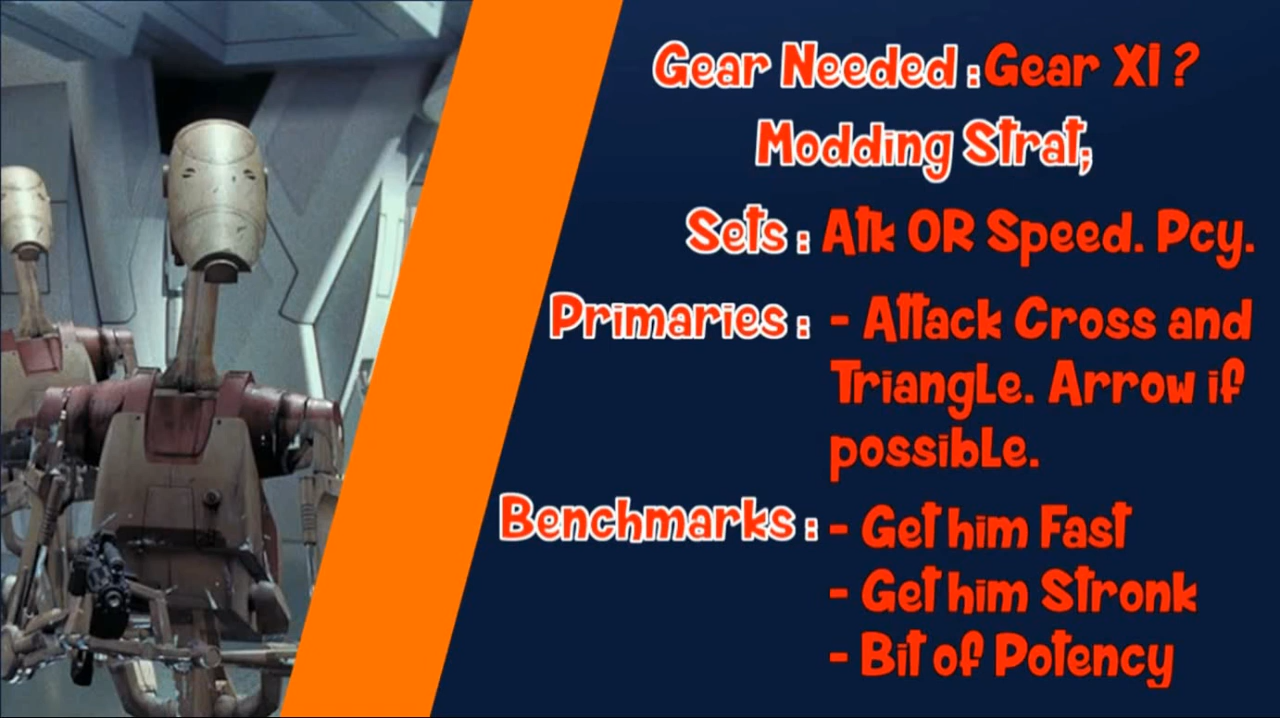 Gear Needed : Gear XI ?
Modding Strat;
Sets : Atk OR Speed. Pcy.
Primaries : - Attack Cross and
Triangle. Arrow if
possible.
Benchmarks : - Get him Fast
- Get him Stronk
- Bit of Potency